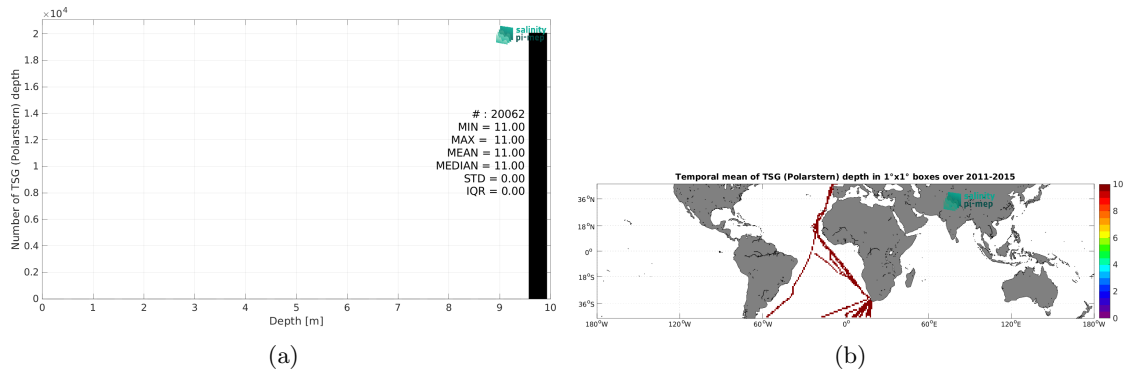 ×10⁴
2
1.8
1.6
1.4
1.2
1
0.8
0.6
0.4
0.2
0
Number of TSG (Polarstern) depth
salinity
pi-mep
# : 20062
MIN = 11.00
MAX = 11.00
MEAN = 11.00
MEDIAN = 11.00
STD = 0.00
IQR = 0.00
0 1 2 3 4 5 6 7 8 9 10
Depth [m]
(a)
Temporal mean of TSG (Polarstern) depth in 1°x1° boxes over 2011-2015
salinity
pi-mep
36°N
18°N
0°
18°S
36°S
180°W 120°W 60°W 0°W 60°E 120°E 180°W
10
8
6
4
2
0
(b)